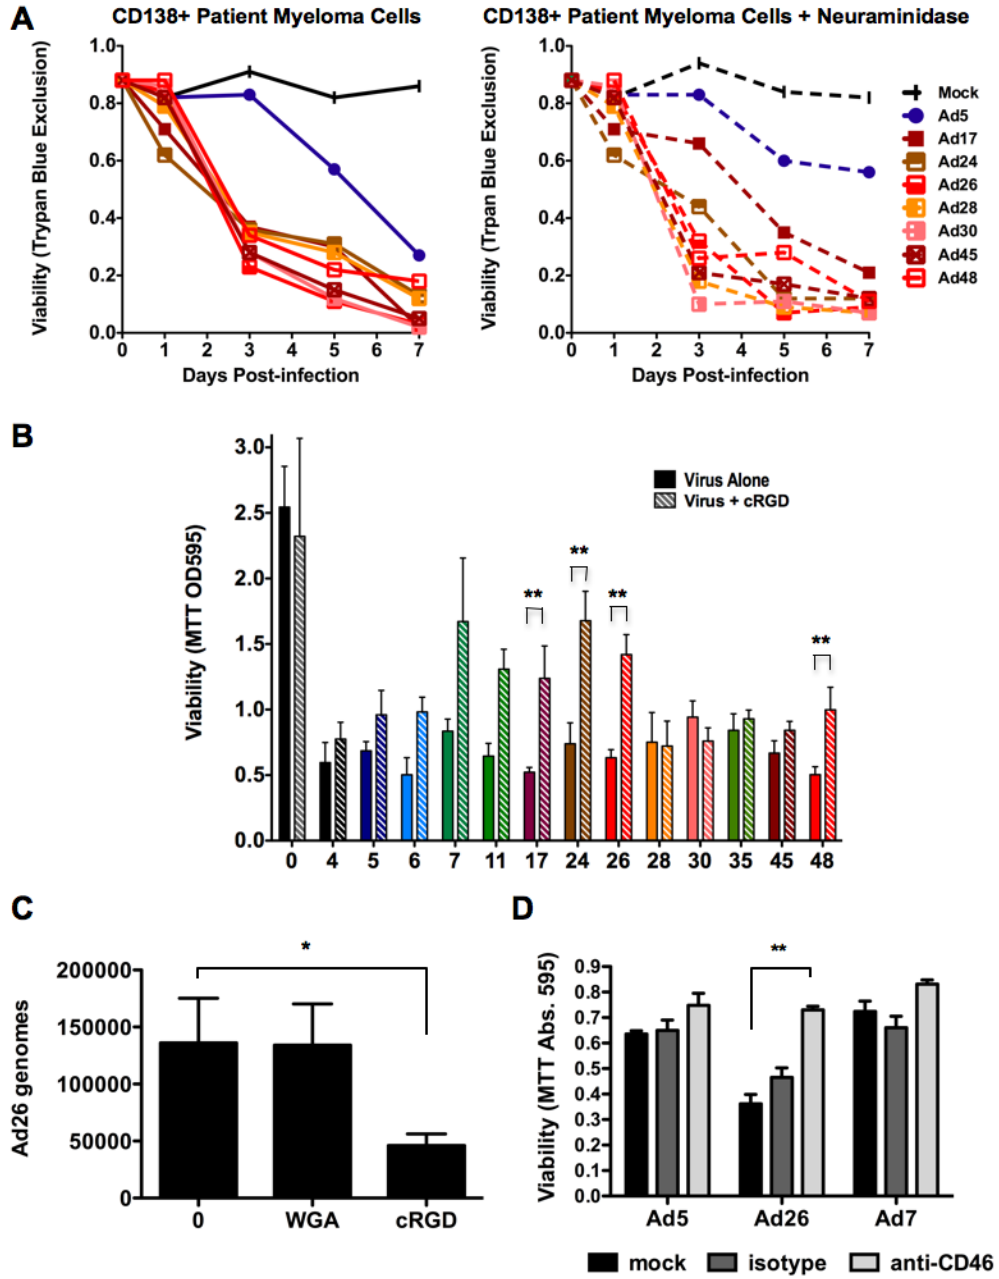 A
CD138+ Patient Myeloma Cells
CD138+ Patient Myeloma Cells + Neuraminidase
Viability (Trypan Blue Exclusion)
1.0
0.8
0.6
0.4
0.2
0.0
0 1 2 3 4 5 6 7
Days Post-infection
Viability (Trpan Blue Exclusion)
1.0
0.8
0.6
0.4
0.2
0.0
0 1 2 3 4 5 6 7
Days Post-infection
Mock
Ad5
Ad17
Ad24
Ad26
Ad28
Ad30
Ad45
Ad48
B
Viability (MTT OD595)
3.0
2.5
2.0
1.5
1.0
0.5
0.0
Virus Alone
Virus + cRGD
** ** ** **
0 4 5 6 7 11 17 24 26 28 30 35 45 48
C
Ad26 genomes
200000
150000
100000
50000
0
*
0 WGA cRGD
D
Viability (MTT Abs. 595)
0.9
0.8
0.7
0.6
0.5
0.4
0.3
0.2
0.1
0.0
**
Ad5 Ad26 Ad7
mock isotype anti-CD46